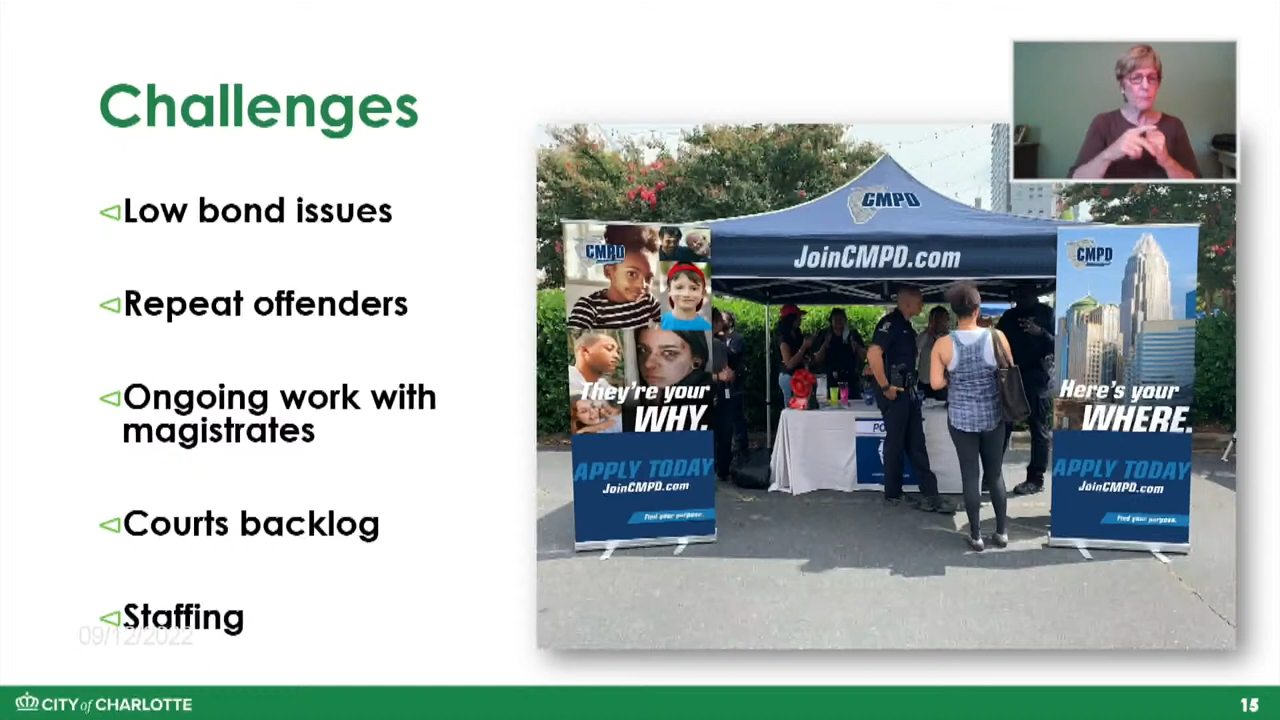 Challenges
Low bond issues
Repeat offenders
Ongoing work with
magistrates
Courts backlog
Staffing
09/12/2022
CMPD
JoinCMPD.com
CMPD
They're your
WHY.
APPLY TODAY
JoinCMPD.com
Find your purpose.
PO
CMPD
Here's your
WHERE.
APPLY TODAY
JoinCMPD.com
Find your purpose.
CITY of CHARLOTTE
15